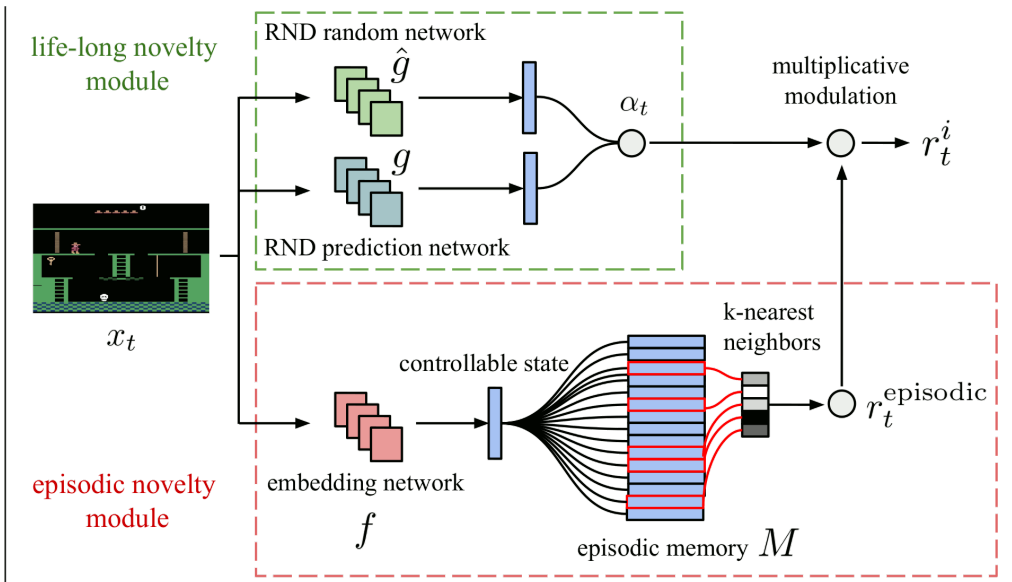 life-long novelty
module
RND random network
ĝ
g
RND prediction network
α_t
multiplicative
modulation
r_t^i
x_t
episodic novelty
module
controllable state
embedding network
f
k-nearest
neighbors
r_t^episodic
episodic memory M